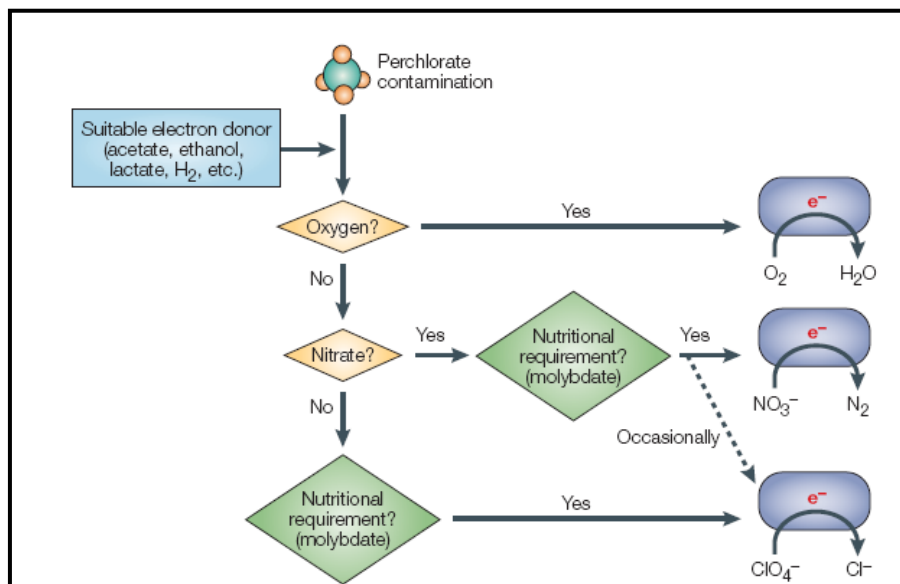 Perchlorate
contamination
Suitable electron donor
(acetate, ethanol,
lactate, H₂, etc.)
Oxygen?
Yes
e⁻
O₂ H₂O
No
Nitrate?
Yes
Nutritional
requirement?
(molybdate)
Yes
e⁻
NO₃⁻ N₂
Occasionally
No
Nutritional
requirement?
(molybdate)
Yes
e⁻
ClO₄⁻ Cl⁻